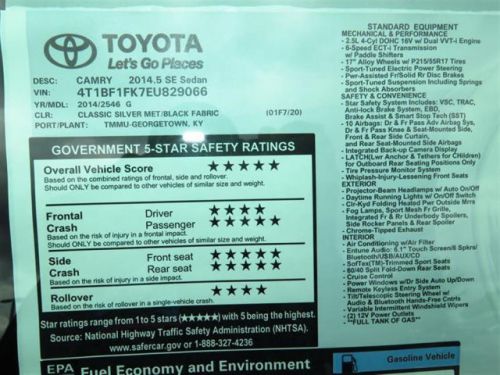 TOYOTA
Let's Go Places
DESC: CAMRY 2014.5 SE Sedan
VIN: 4T1BF1FK7EU829066
YR/MDL: 2014/2546 G
CLR: CLASSIC SILVER MET/BLACK FABRIC (01F7/20)
PORT/PLANT: TMMU-GEORGETOWN, KY
GOVERNMENT 5-STAR SAFETY RATINGS
Overall Vehicle Score ★★★★★
Based on the combined ratings of frontal, side and rollover.
Should ONLY be compared to other vehicles of similar size and weight.
Frontal Crash
Driver ★★★★
Passenger ★★★★★
Based on the risk of injury in a frontal impact.
Should ONLY be compared to other vehicles of similar size and weight.
Side Crash
Front seat ★★★★★
Rear seat ★★★★
Based on the risk of injury in a side impact.
Rollover ★★★★
Based on the risk of rollover in a single-vehicle crash.
Star ratings range from 1 to 5 stars (★★★★★) with 5 being the highest.
Source: National Highway Traffic Safety Administration (NHTSA).
www.safercar.gov or 1-888-327-4236
EPA
Fuel Economy and Environment
Gasoline Vehicle
STANDARD EQUIPMENT
MECHANICAL & PERFORMANCE
- 2.5L 4-Cyl DOHC 16V w/ Dual VVT-i Engine
- 6-Speed ECT-i Transmission
w/ Paddle Shifters
- 17" Alloy Wheels w/ P215/55R17 Tires
- Sport-Tuned Electric Power Steering
- Pwr-Assisted Fr/Solid Rr Disc Brakes
- Sport-Tuned Suspension Including Springs
and Shock Absorbers
SAFETY & CONVENIENCE
- Star Safety System Includes: VSC, TRAC,
Anti-lock Brake System, EBD,
Brake Assist & Smart Stop Tech (SST)
- 10 Airbags: Dr & Fr Pass Adv Airbag Sys,
Dr & Fr Pass Knee & Seat-Mounted Side,
Front / Rear Side Curtain,
and Rear Seat-Mounted Side Airbags
- Integrated Back-up Camera Display
- LATCH(Lwr Anchor & Tethers for Children)
for Outboard Rear Seating Positions Only
- Tire Pressure Monitor System
- Whiplash-Injury-Lessening Front Seats
EXTERIOR
- Projector-Beam Headlamps w/ Auto On/Off
- Daytime Running Lights w/ On/Off Switch
- Clr-Kyd Folding Heated Pwr Outside Mrrs
- Fog Lamps, Sport Mesh Fr Grille,
Integrated Fr & Rr Underbody Spoilers,
Side Rocker Panels & Rear Spoiler
- Chrome-Tipped Exhaust
INTERIOR
- Air Conditioning w/Air Filter
- Entune Audio: 6.1" Touch Screen/6 Spkrs/
Bluetooth/USB/AUX/CD
- SofTex(TM)-Trimmed Sport Seats
- 60/40 Split Fold-Down Rear Seats
- Cruise Control
- Power Windows w/Dr Side Auto Up/Down
- Remote Keyless Entry System
- Tilt/Telescopic Steering Wheel w/
Audio & Bluetooth Hands-Free Cntrls
- Variable Intermittent Windshield Wipers
- (2) 12V Power Outlets
- **FULL TANK OF GAS**